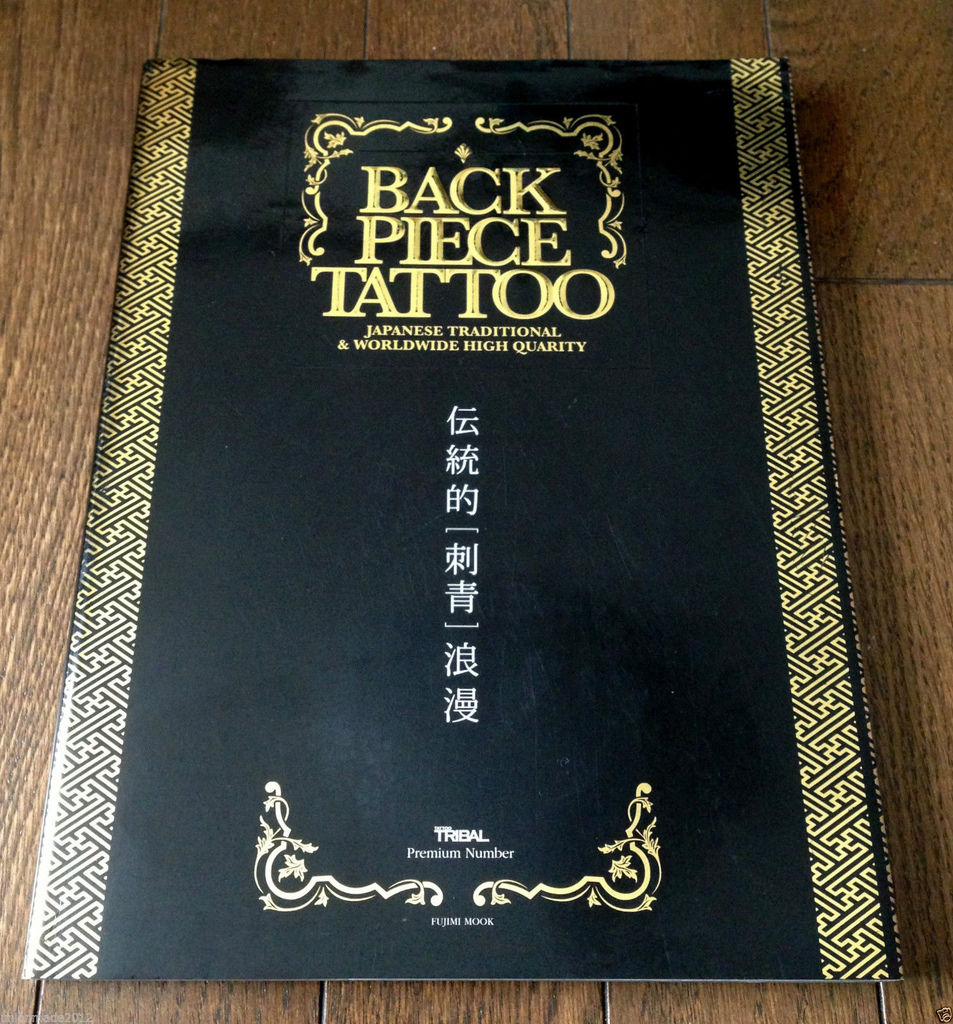 BACK
PIECE
TATTOO
JAPANESE TRADITIONAL
& WORLDWIDE HIGH QUARITY
伝統的[刺青]浪漫
TATTOO
TRIBAL
Premium Number
FUJIMI MOOK